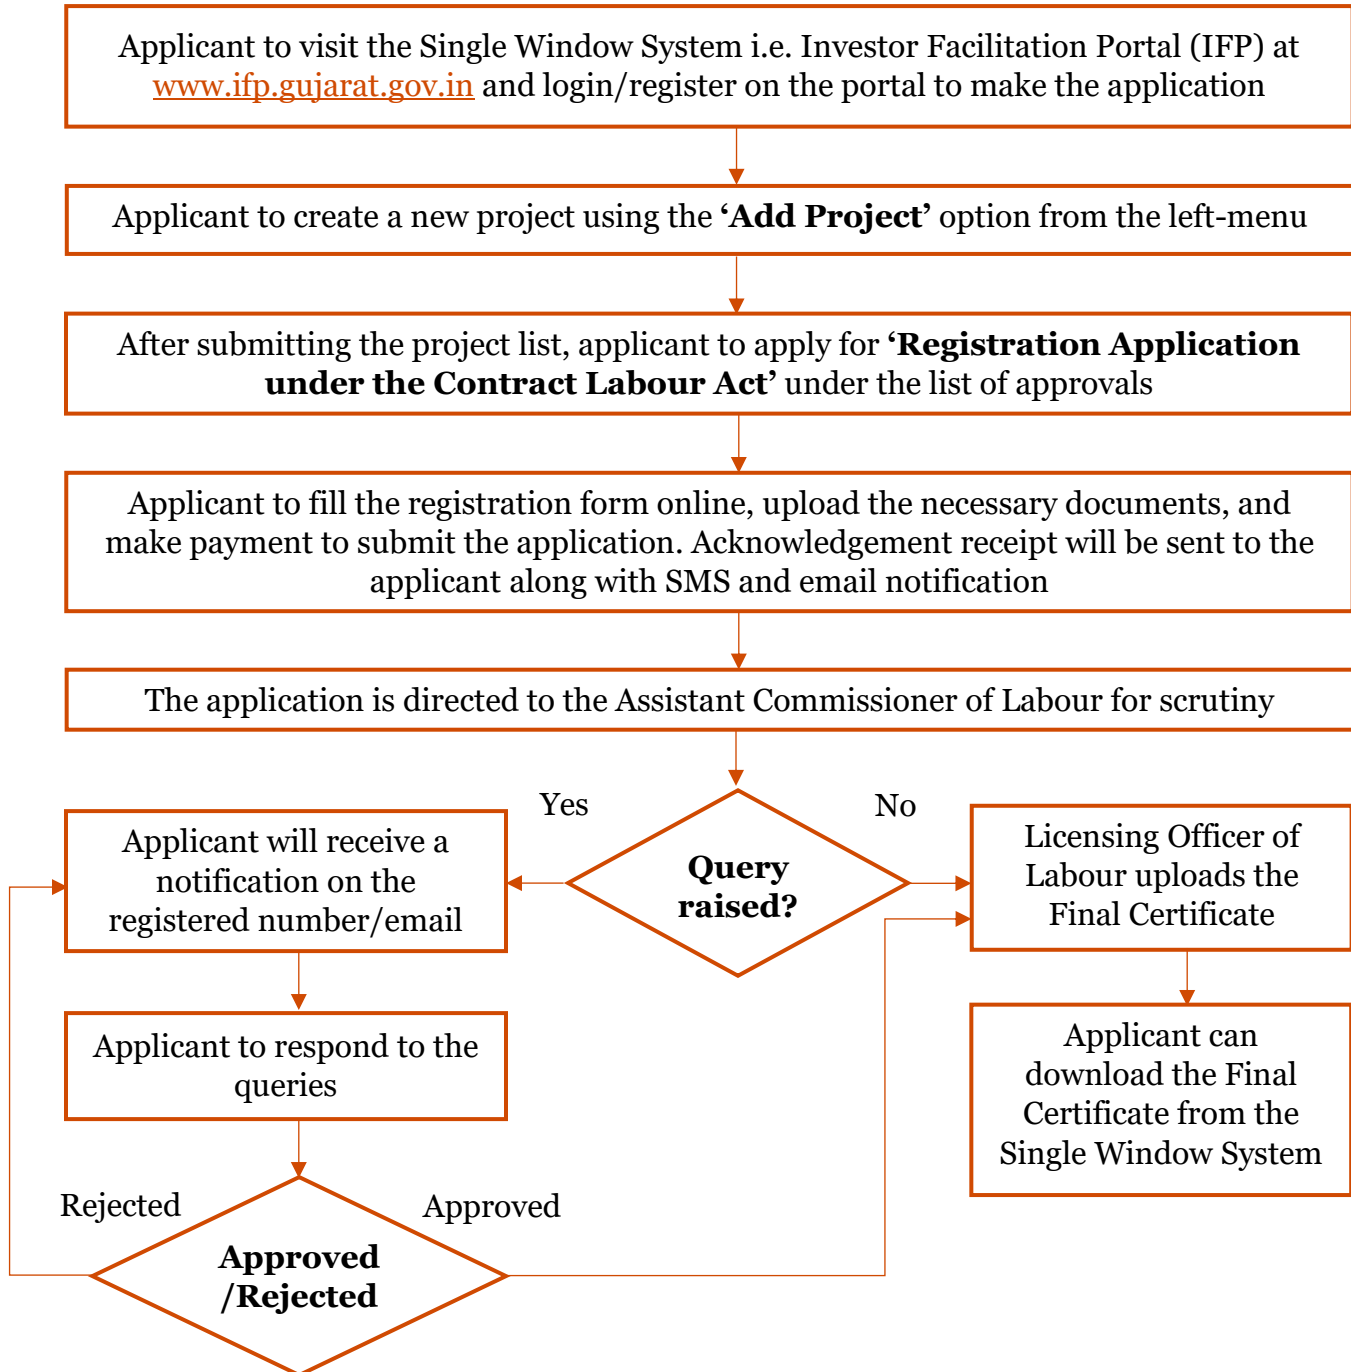 Applicant to visit the Single Window System i.e. Investor Facilitation Portal (IFP) at
www.ifp.gujarat.gov.in and login/register on the portal to make the application
Applicant to create a new project using the ‘Add Project’ option from the left-menu
After submitting the project list, applicant to apply for ‘Registration Application
under the Contract Labour Act’ under the list of approvals
Applicant to fill the registration form online, upload the necessary documents, and
make payment to submit the application. Acknowledgement receipt will be sent to the
applicant along with SMS and email notification
The application is directed to the Assistant Commissioner of Labour for scrutiny
Yes
No
Query
raised?
Applicant will receive a
notification on the
registered number/email
Licensing Officer of
Labour uploads the
Final Certificate
Applicant to respond to the
queries
Applicant can
download the Final
Certificate from the
Single Window System
Rejected
Approved
Approved
/Rejected